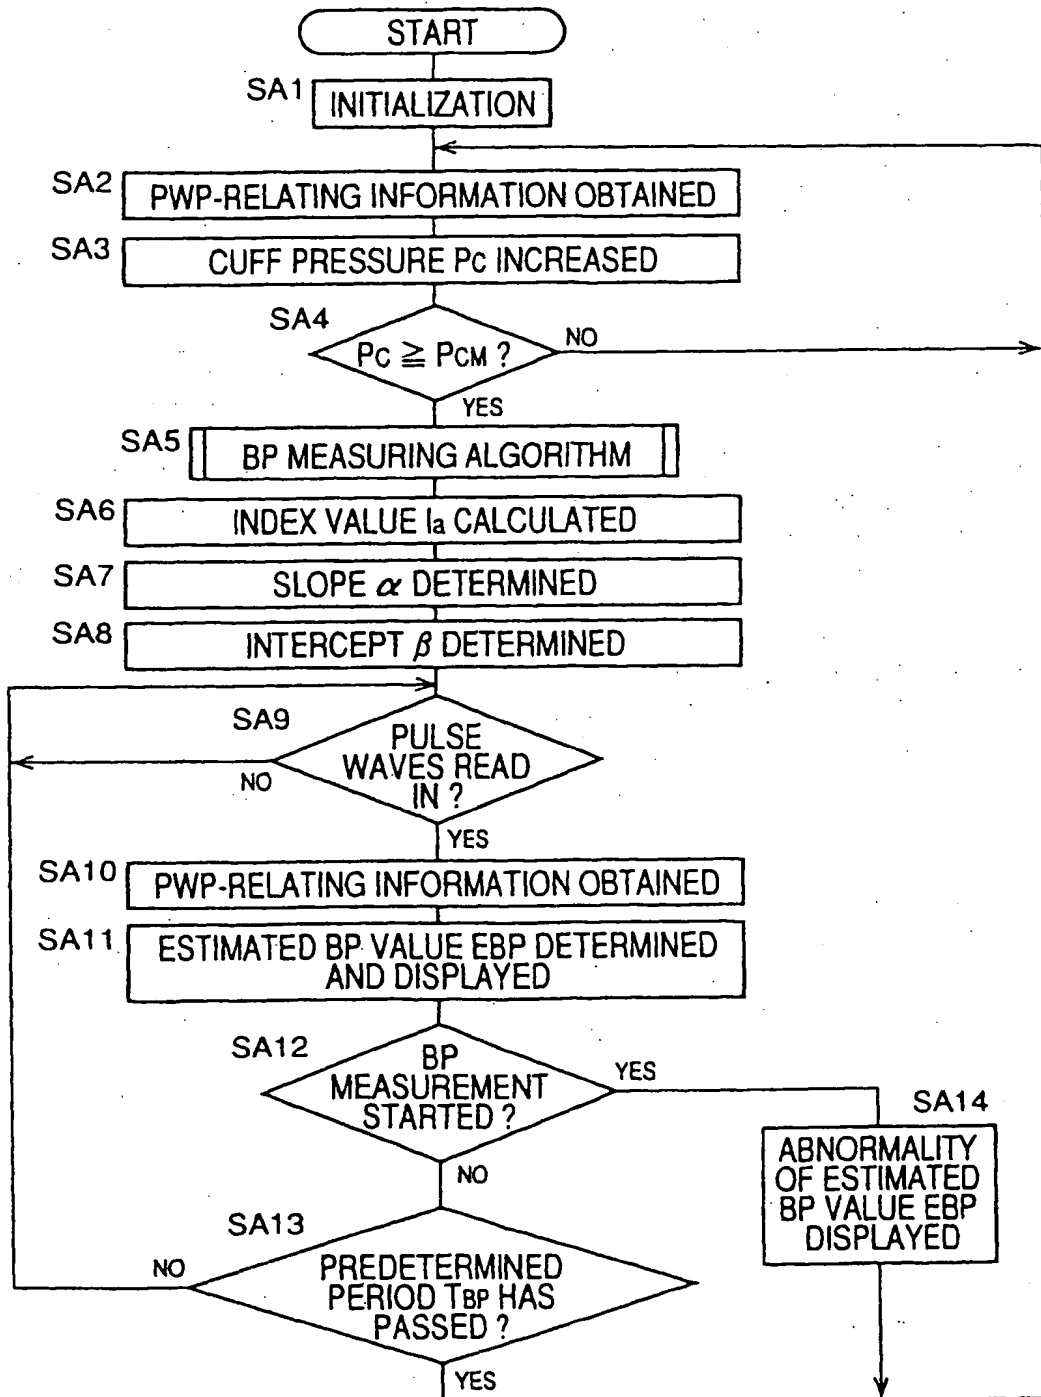 START
SA1
INITIALIZATION
SA2
PWP-RELATING INFORMATION OBTAINED
SA3
CUFF PRESSURE Pc INCREASED
SA4
Pc ≧ PCM ?
NO
YES
SA5
BP MEASURING ALGORITHM
SA6
INDEX VALUE Ia CALCULATED
SA7
SLOPE α DETERMINED
SA8
INTERCEPT β DETERMINED
SA9
PULSE
WAVES READ
IN ?
NO
YES
SA10
PWP-RELATING INFORMATION OBTAINED
SA11
ESTIMATED BP VALUE EBP DETERMINED
AND DISPLAYED
SA12
BP
MEASUREMENT
STARTED ?
YES
NO
SA14
ABNORMALITY
OF ESTIMATED
BP VALUE EBP
DISPLAYED
SA13
PREDETERMINED
PERIOD TBP HAS
PASSED ?
NO
YES